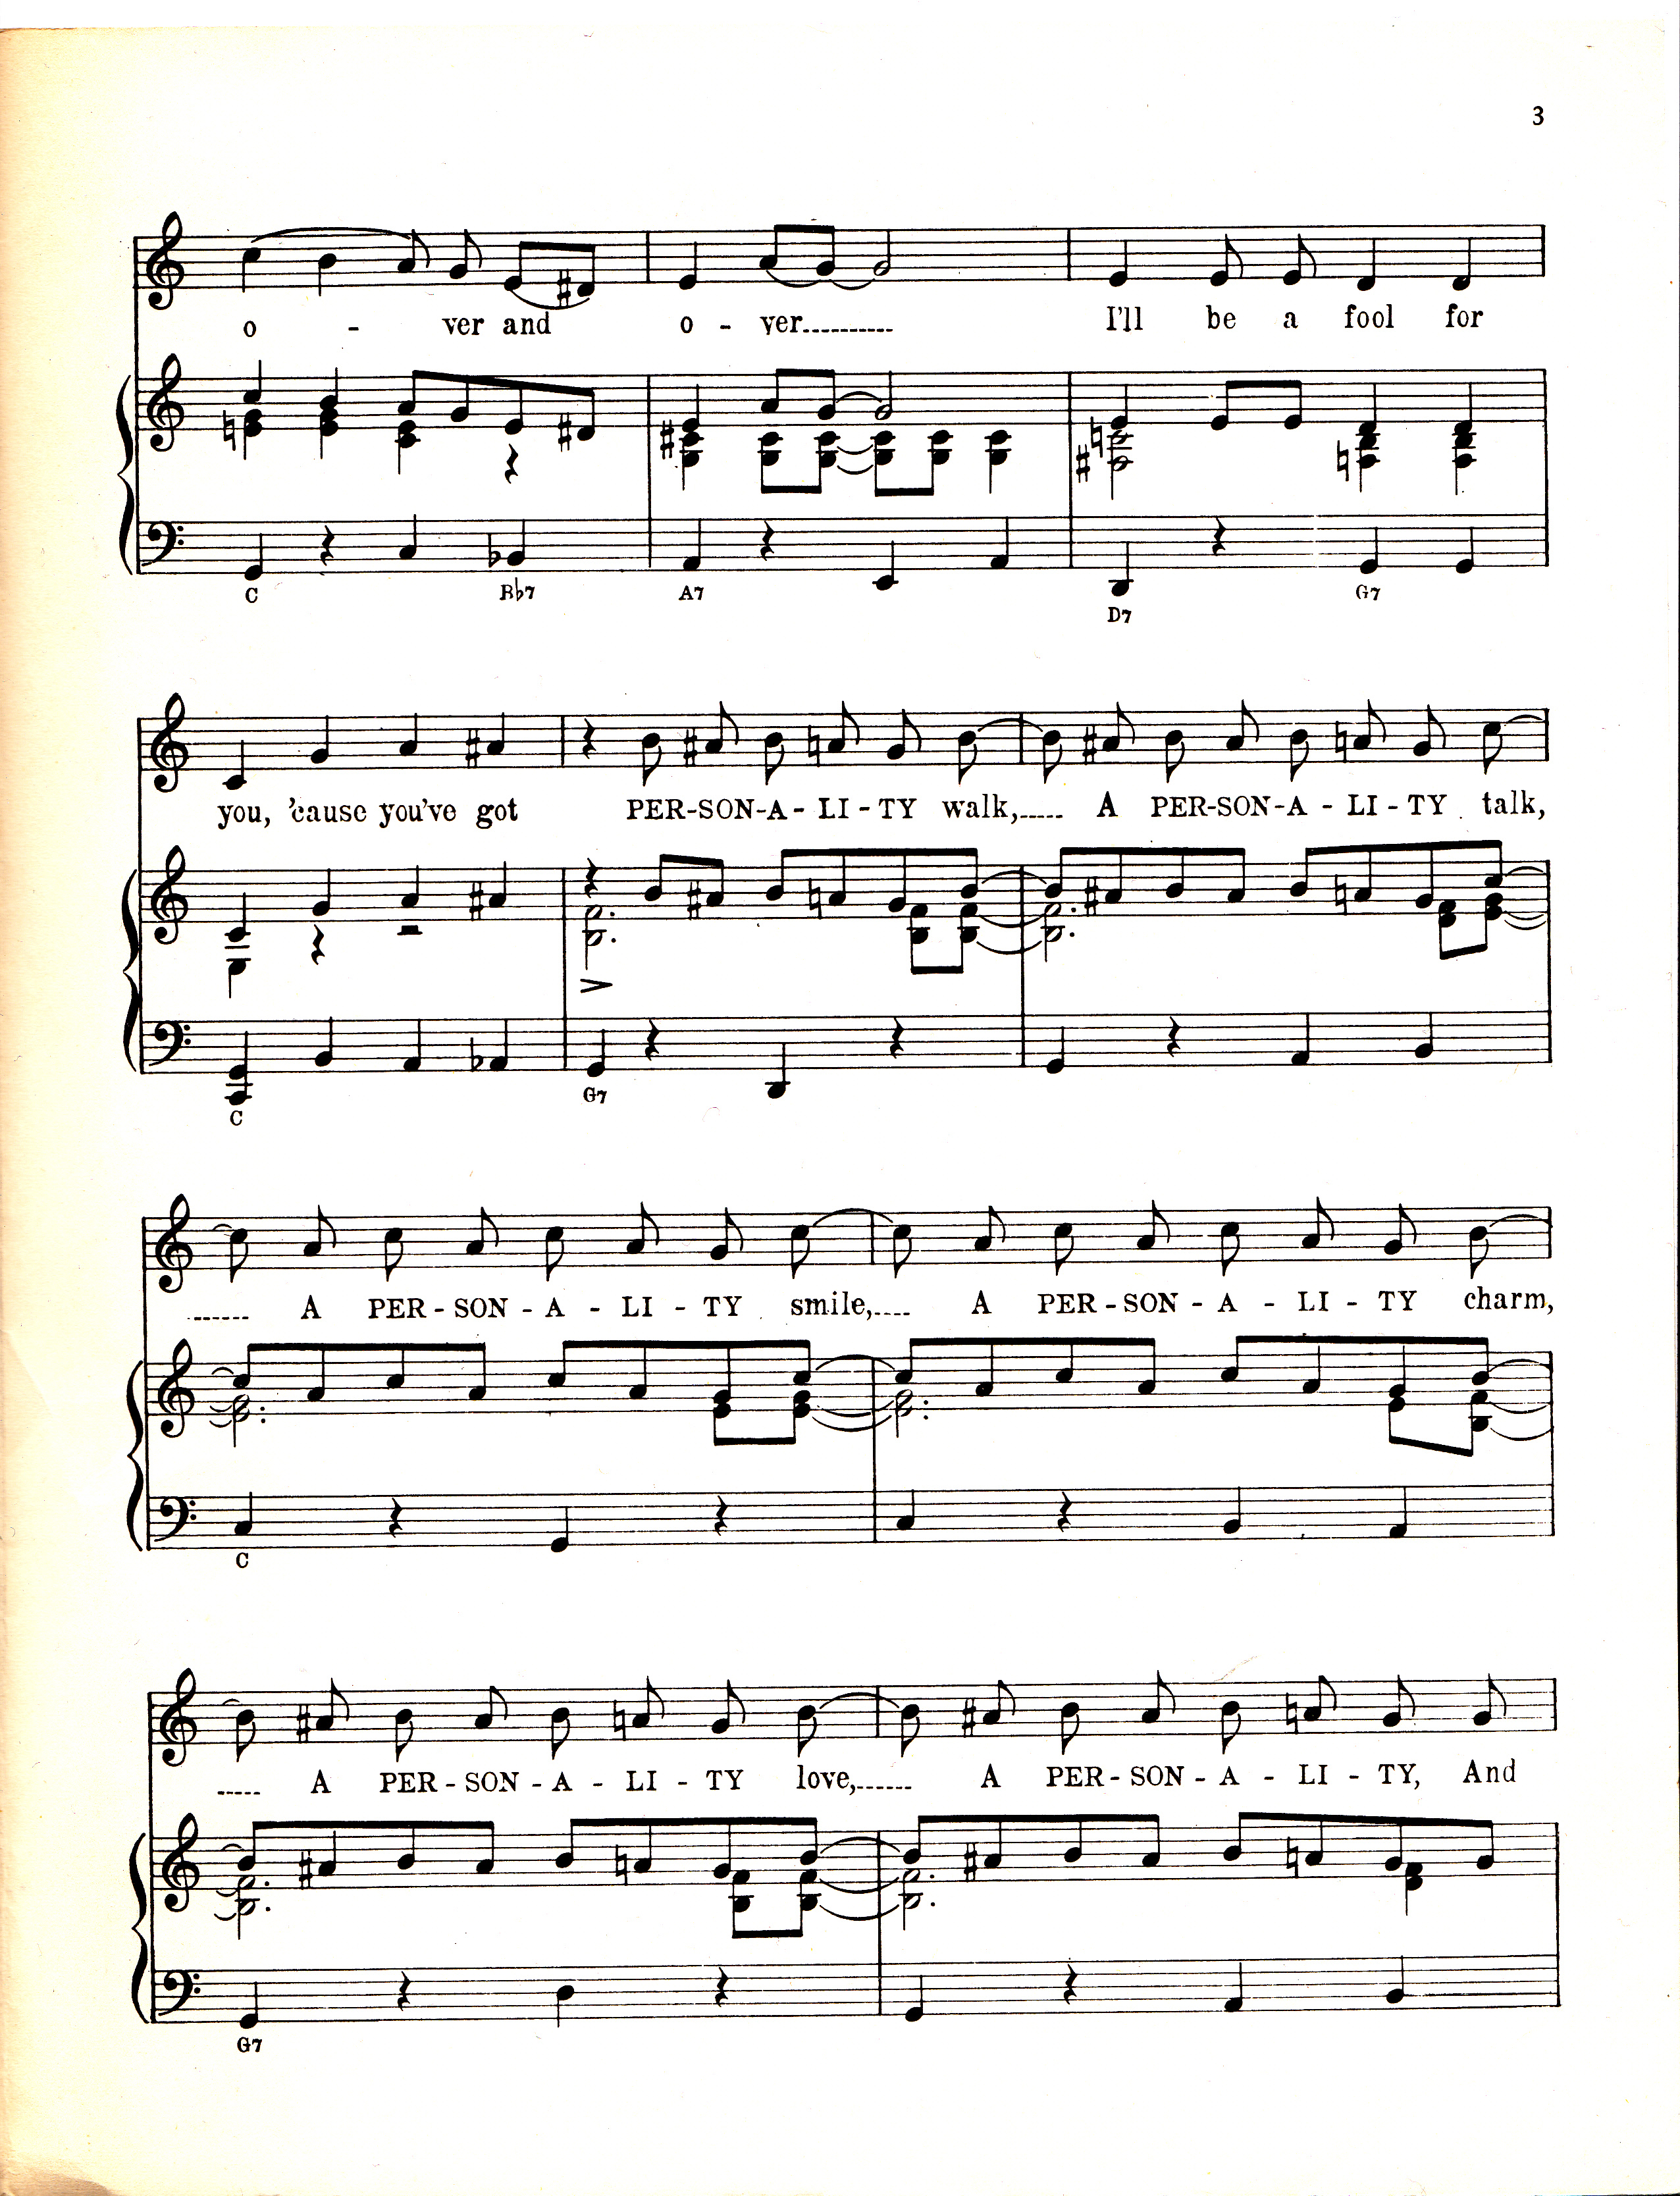 3
o - ver and o - ver........... I'll be a fool for
C B♭7 A7 D7 G7
you, 'cause you've got PER-SON-A-LI-TY walk,..... A PER-SON-A-LI-TY talk,
C G7
...... A PER-SON-A-LI-TY smile,.... A PER-SON-A-LI-TY charm,
C
..... A PER-SON-A-LI-TY love,...... A PER-SON-A-LI-TY, And
G7